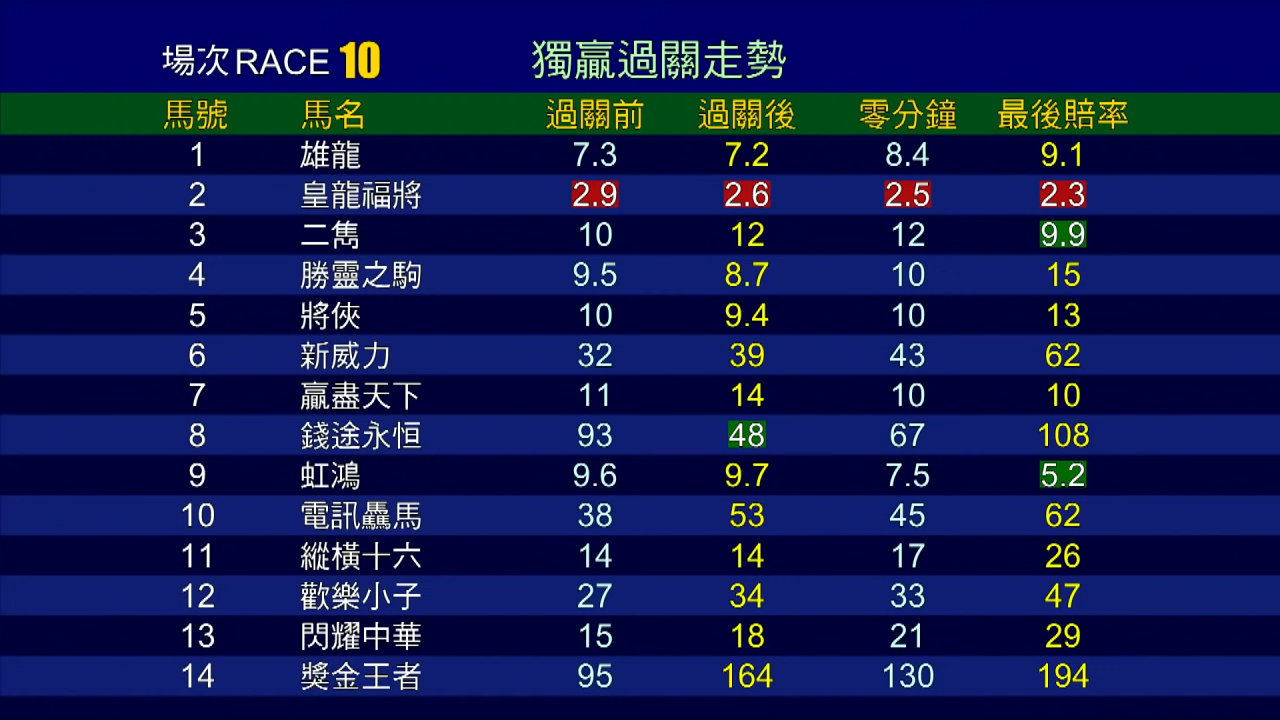 場次RACE 10 獨贏過關走勢
馬號 馬名 過關前 過關後 零分鐘 最後賠率
1 雄龍 7.3 7.2 8.4 9.1
2 皇龍福將 2.9 2.6 2.5 2.3
3 二雋 10 12 12 9.9
4 勝靈之駒 9.5 8.7 10 15
5 將俠 10 9.4 10 13
6 新威力 32 39 43 62
7 贏盡天下 11 14 10 10
8 錢途永恒 93 48 67 108
9 虹鴻 9.6 9.7 7.5 5.2
10 電訊驫馬 38 53 45 62
11 縱橫十六 14 14 17 26
12 歡樂小子 27 34 33 47
13 閃耀中華 15 18 21 29
14 獎金王者 95 164 130 194